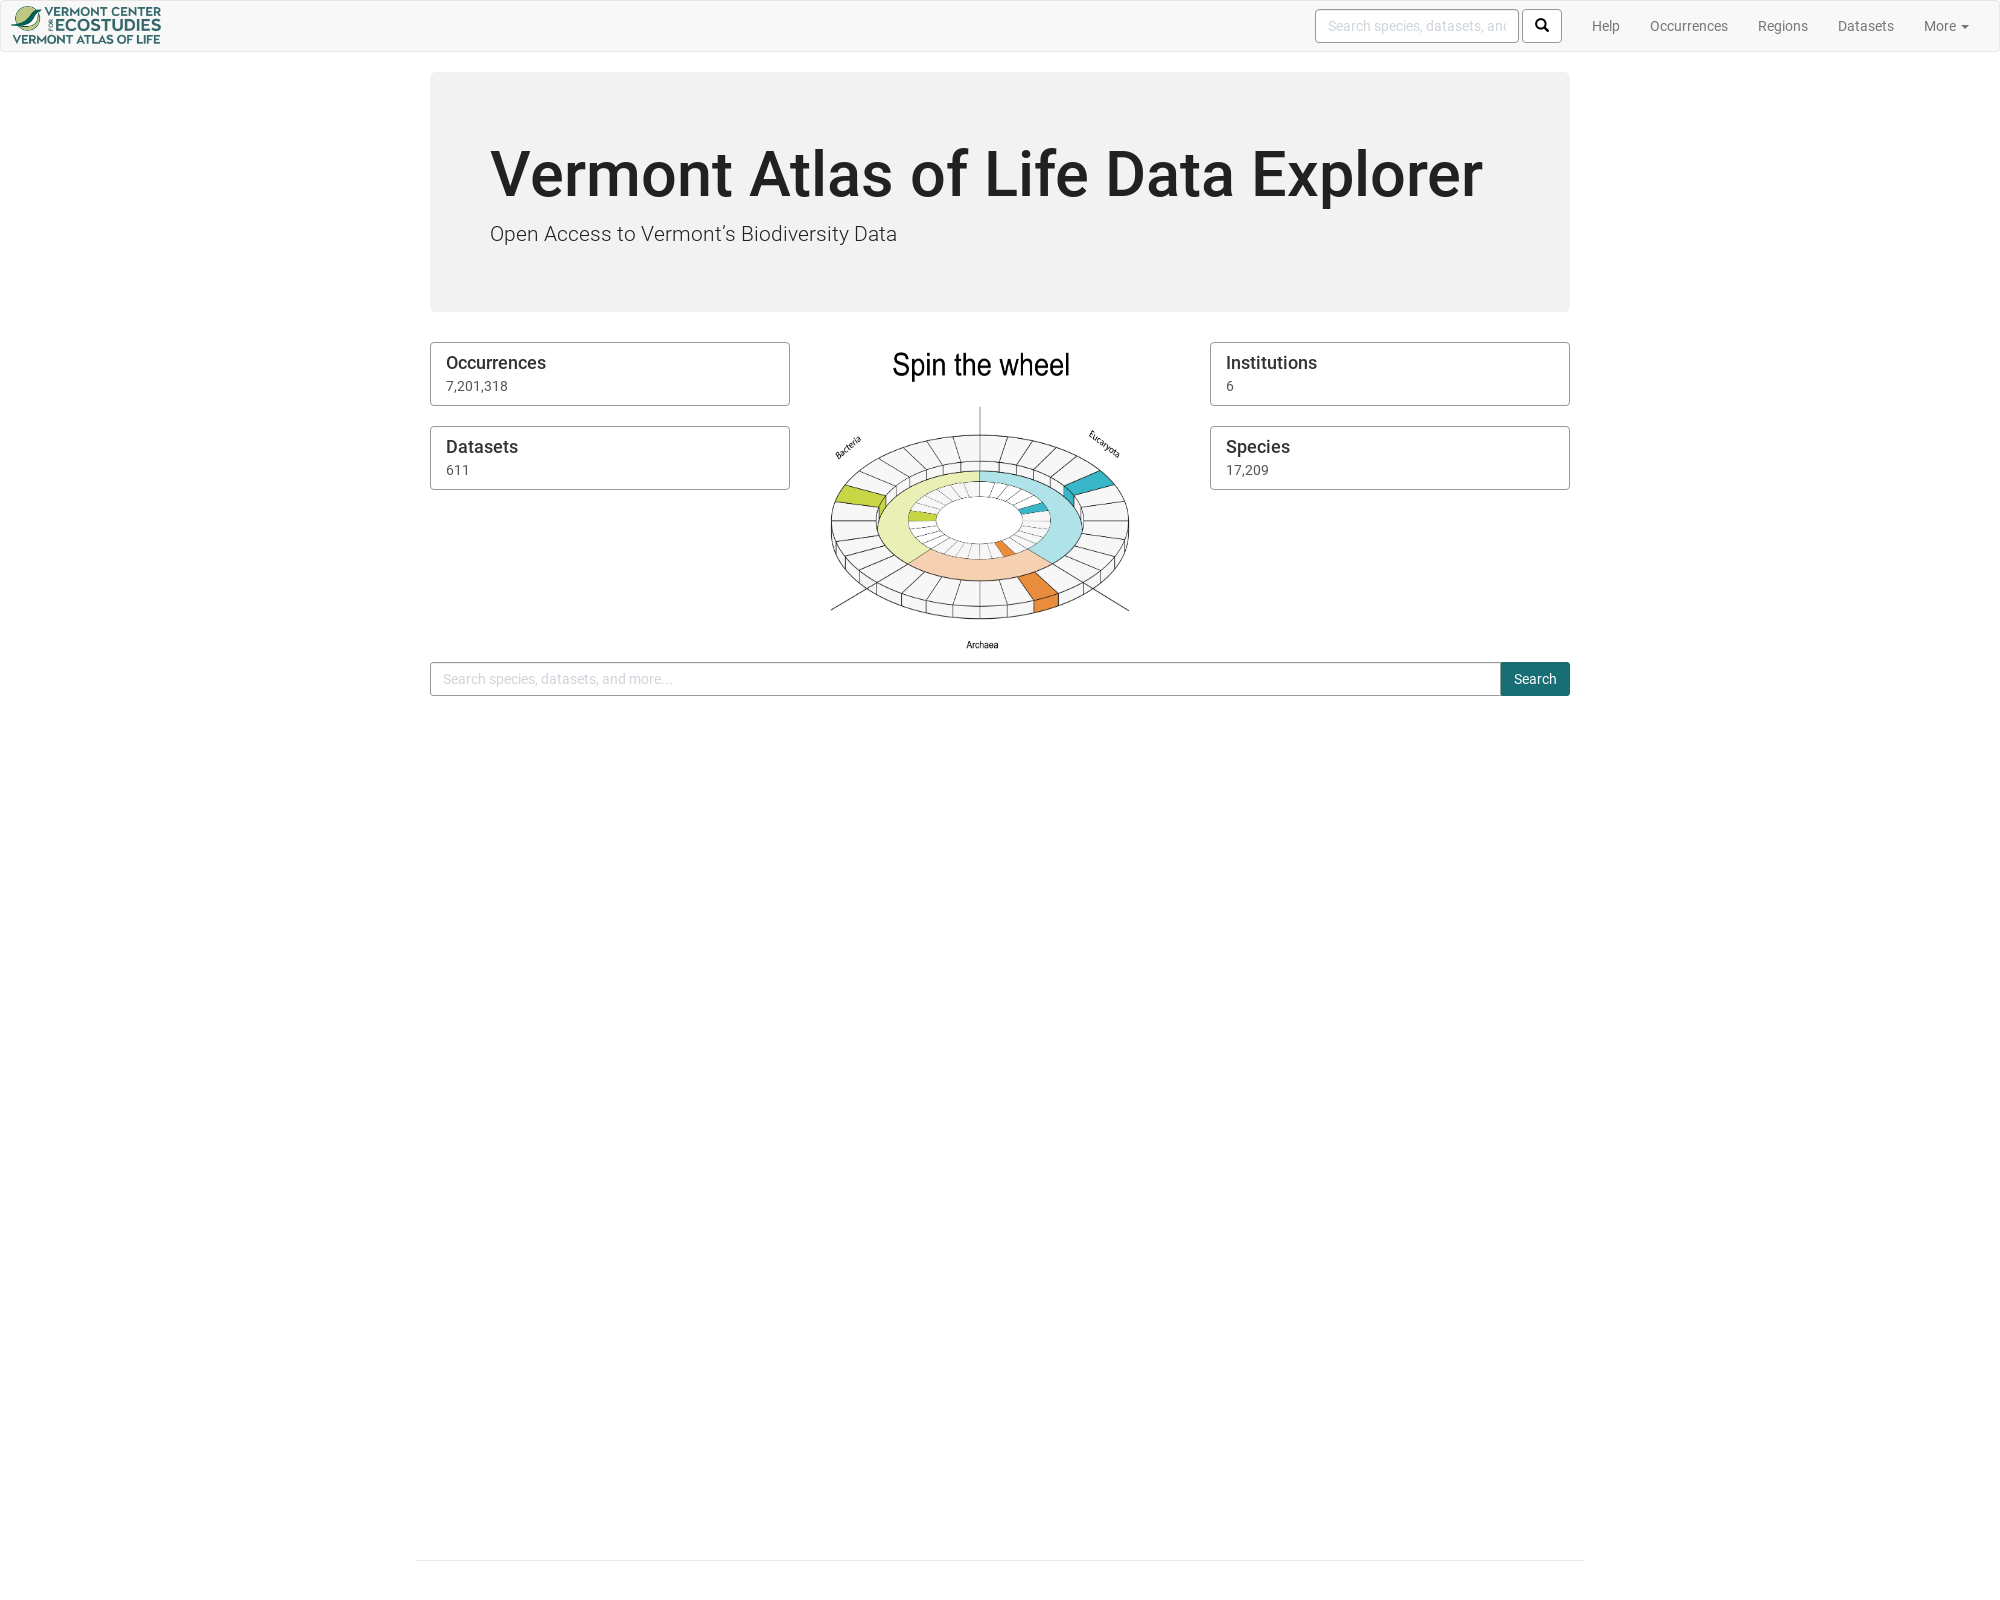 VERMONT CENTER
FOR ECOSTUDIES
VERMONT ATLAS OF LIFE
Search species, datasets, and
Help
Occurrences
Regions
Datasets
More
Vermont Atlas of Life Data Explorer
Open Access to Vermont’s Biodiversity Data
Occurrences
7,201,318
Datasets
611
Spin the wheel
Bacteria
Eucaryota
Archaea
Institutions
6
Species
17,209
Search species, datasets, and more...
Search